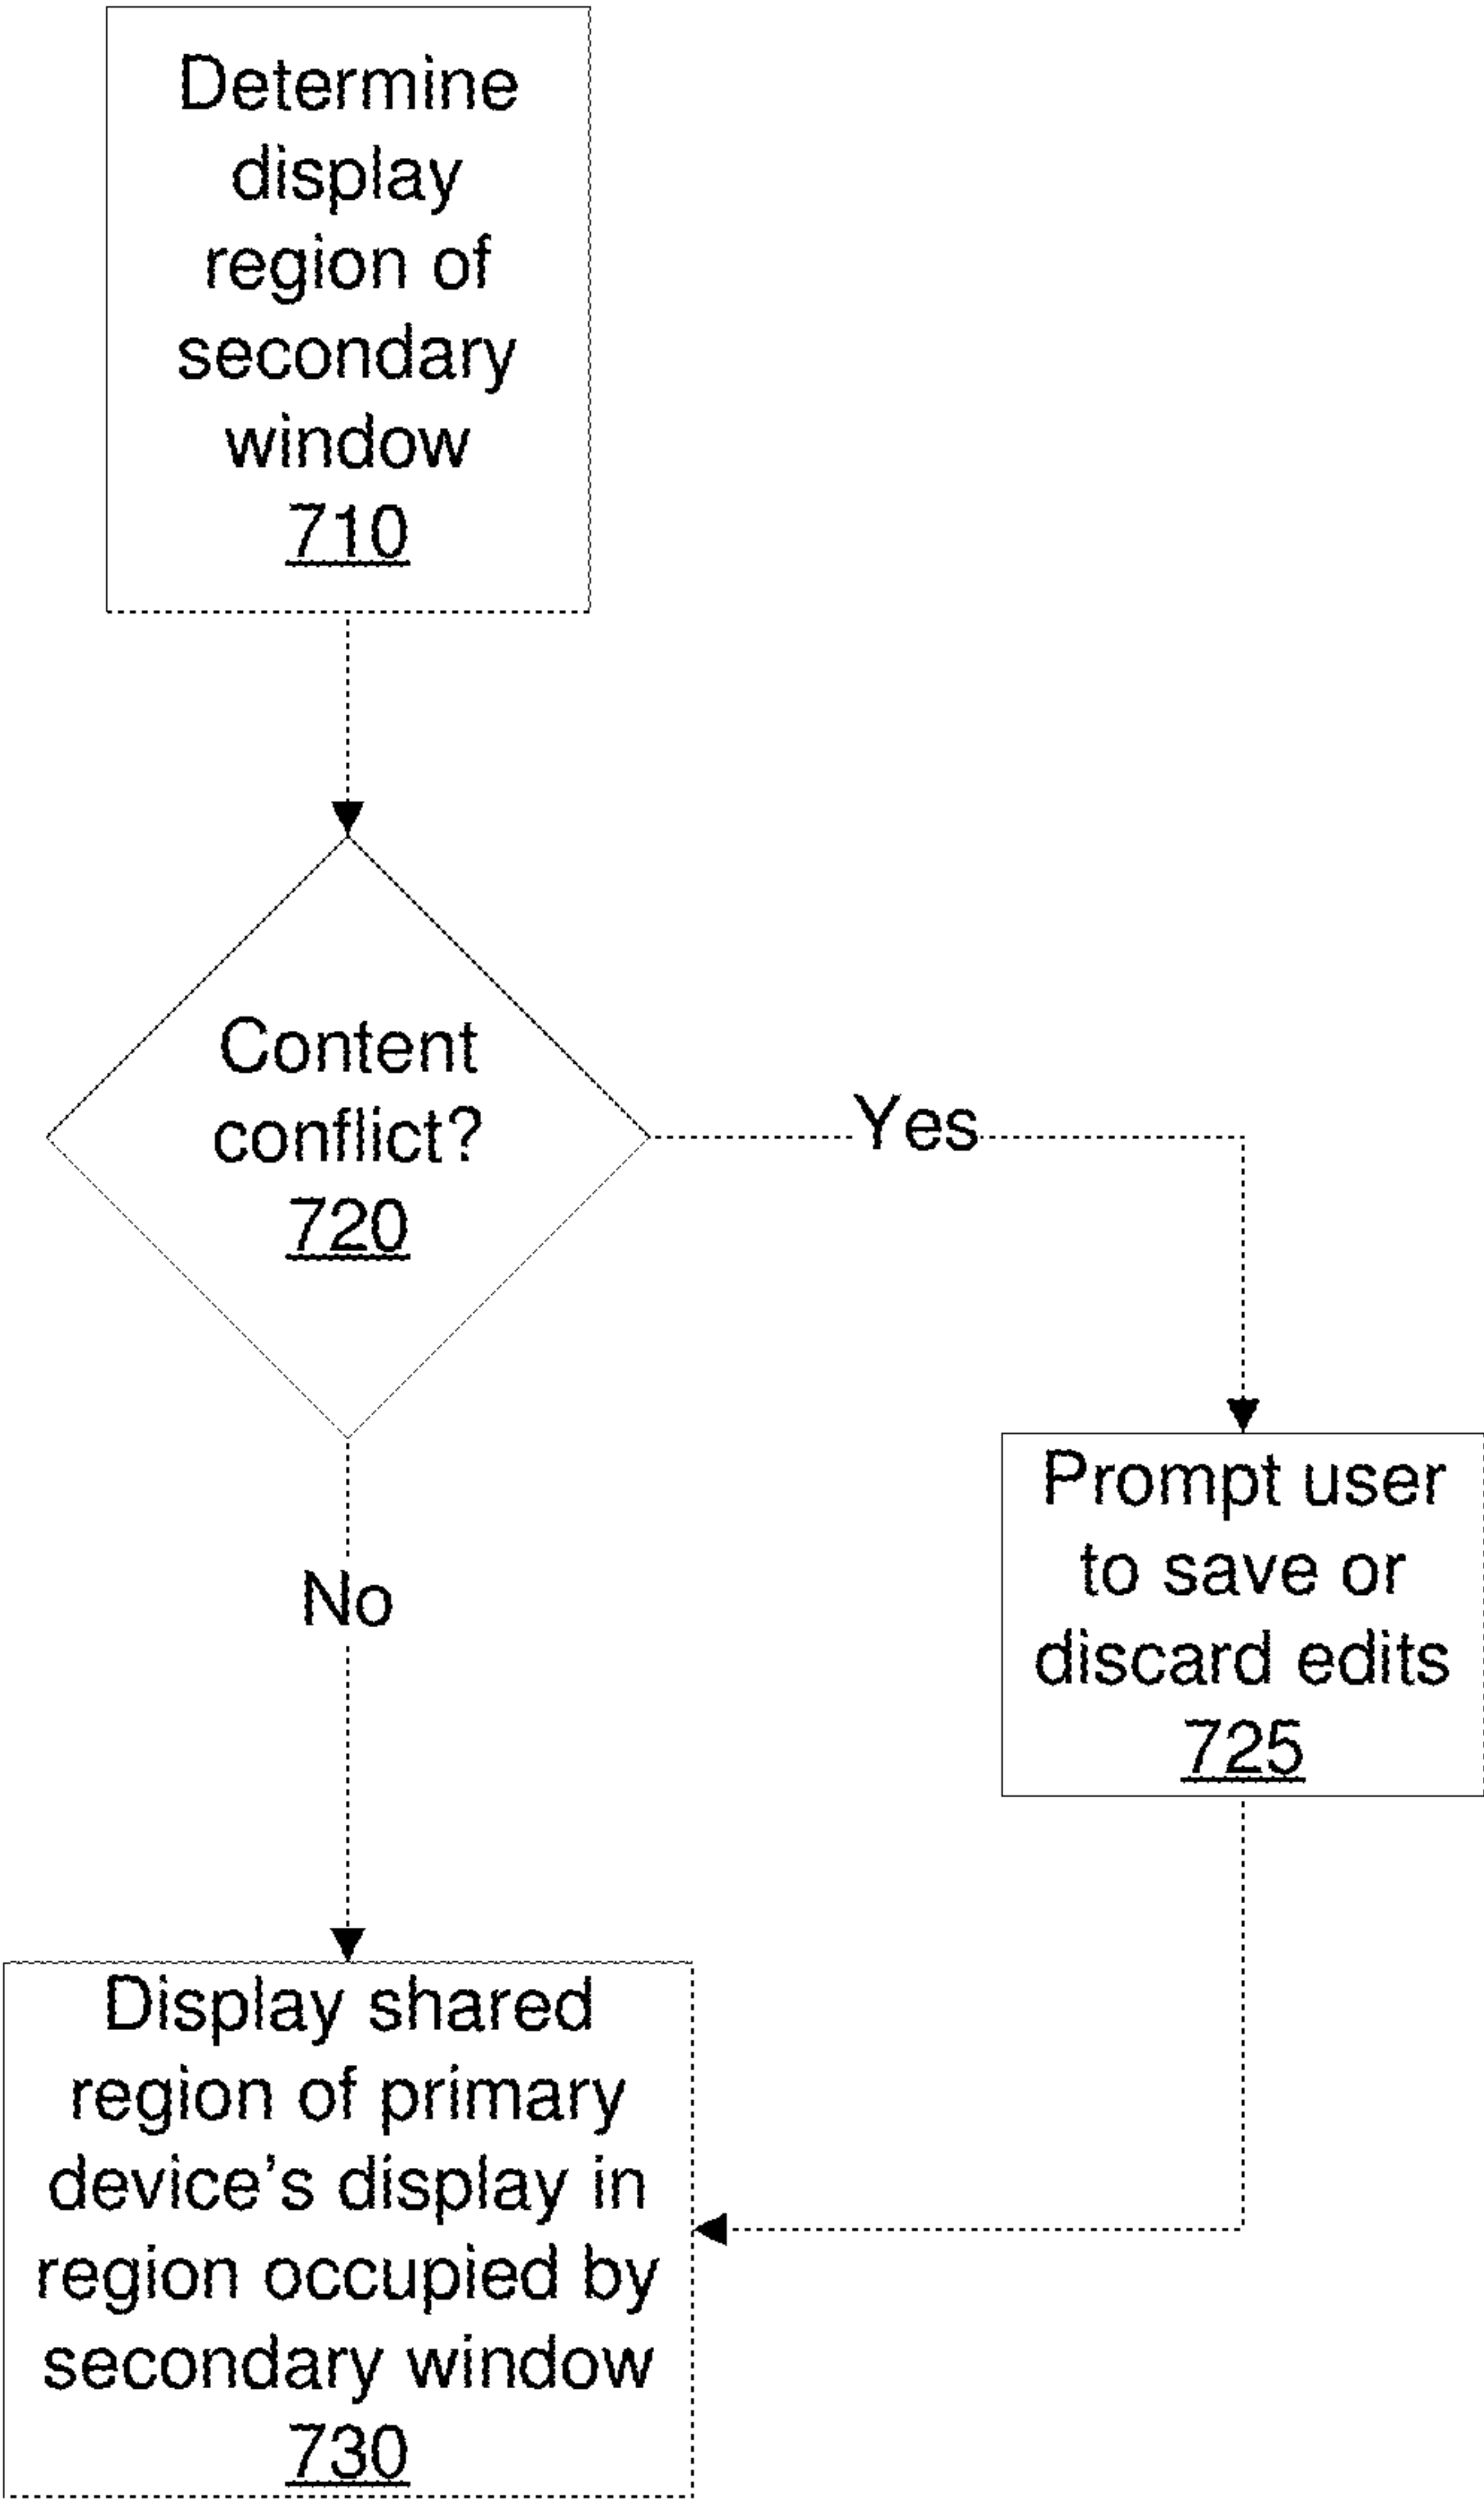 Determine
display
region of
secondary
window
710
Content
conflict?
720
Yes
No
Prompt user
to save or
discard edits
725
Display shared
region of primary
device’s display in
region occupied by
secondary window
730